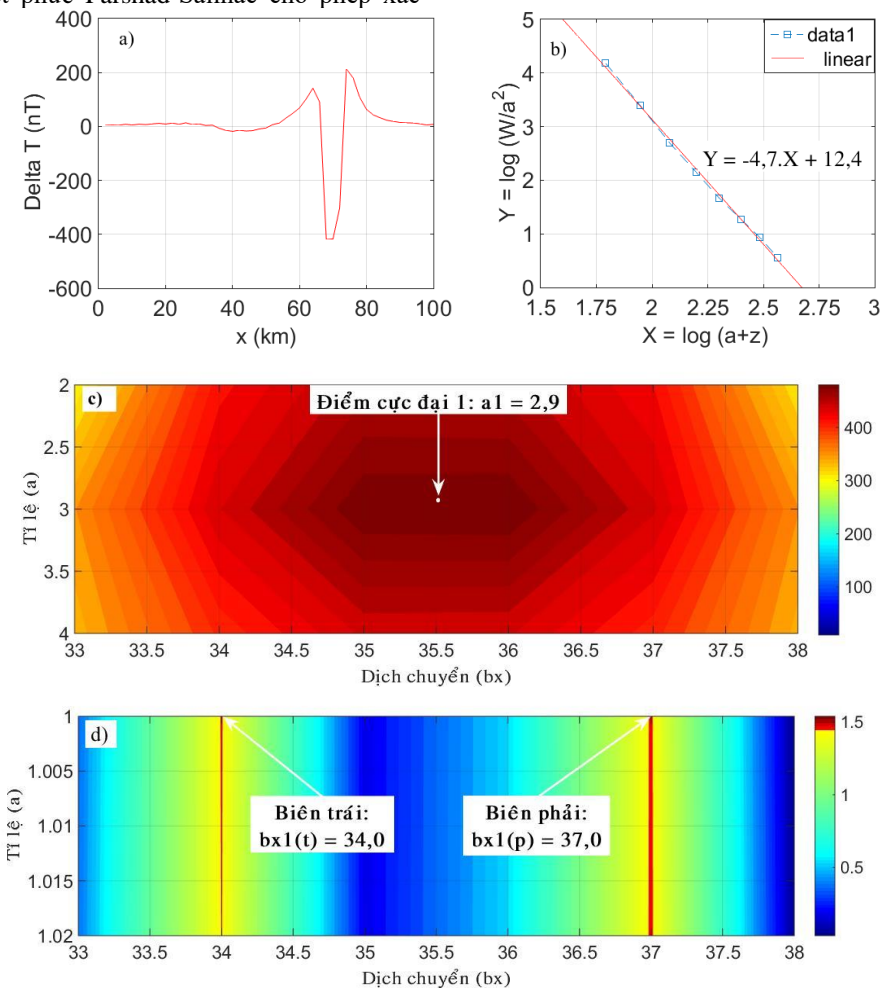 phức Farshad-Sailhac cho phép xác
a)
400
200
0
-200
-400
-600
Delta T (nT)
0 20 40 60 80 100
x (km)
b)
data1
linear
5
4
3
2
1
0
Y = log (W/a²)
Y = -4,7.X + 12,4
1.5 1.75 2 2.25 2.5 2.75 3
X = log (a+z)
c)
Điểm cực đại 1: a1 = 2,9
2
2.5
3
3.5
4
Tỉ lệ (a)
33 33.5 34 34.5 35 35.5 36 36.5 37 37.5 38
Dịch chuyển (bx)
400
300
200
100
d)
1
1.005
1.01
1.015
1.02
Tỉ lệ (a)
Biên trái:
bx1(t) = 34,0
Biên phải:
bx1(p) = 37,0
33 33.5 34 34.5 35 35.5 36 36.5 37 37.5 38
Dịch chuyển (bx)
1.5
1
0.5